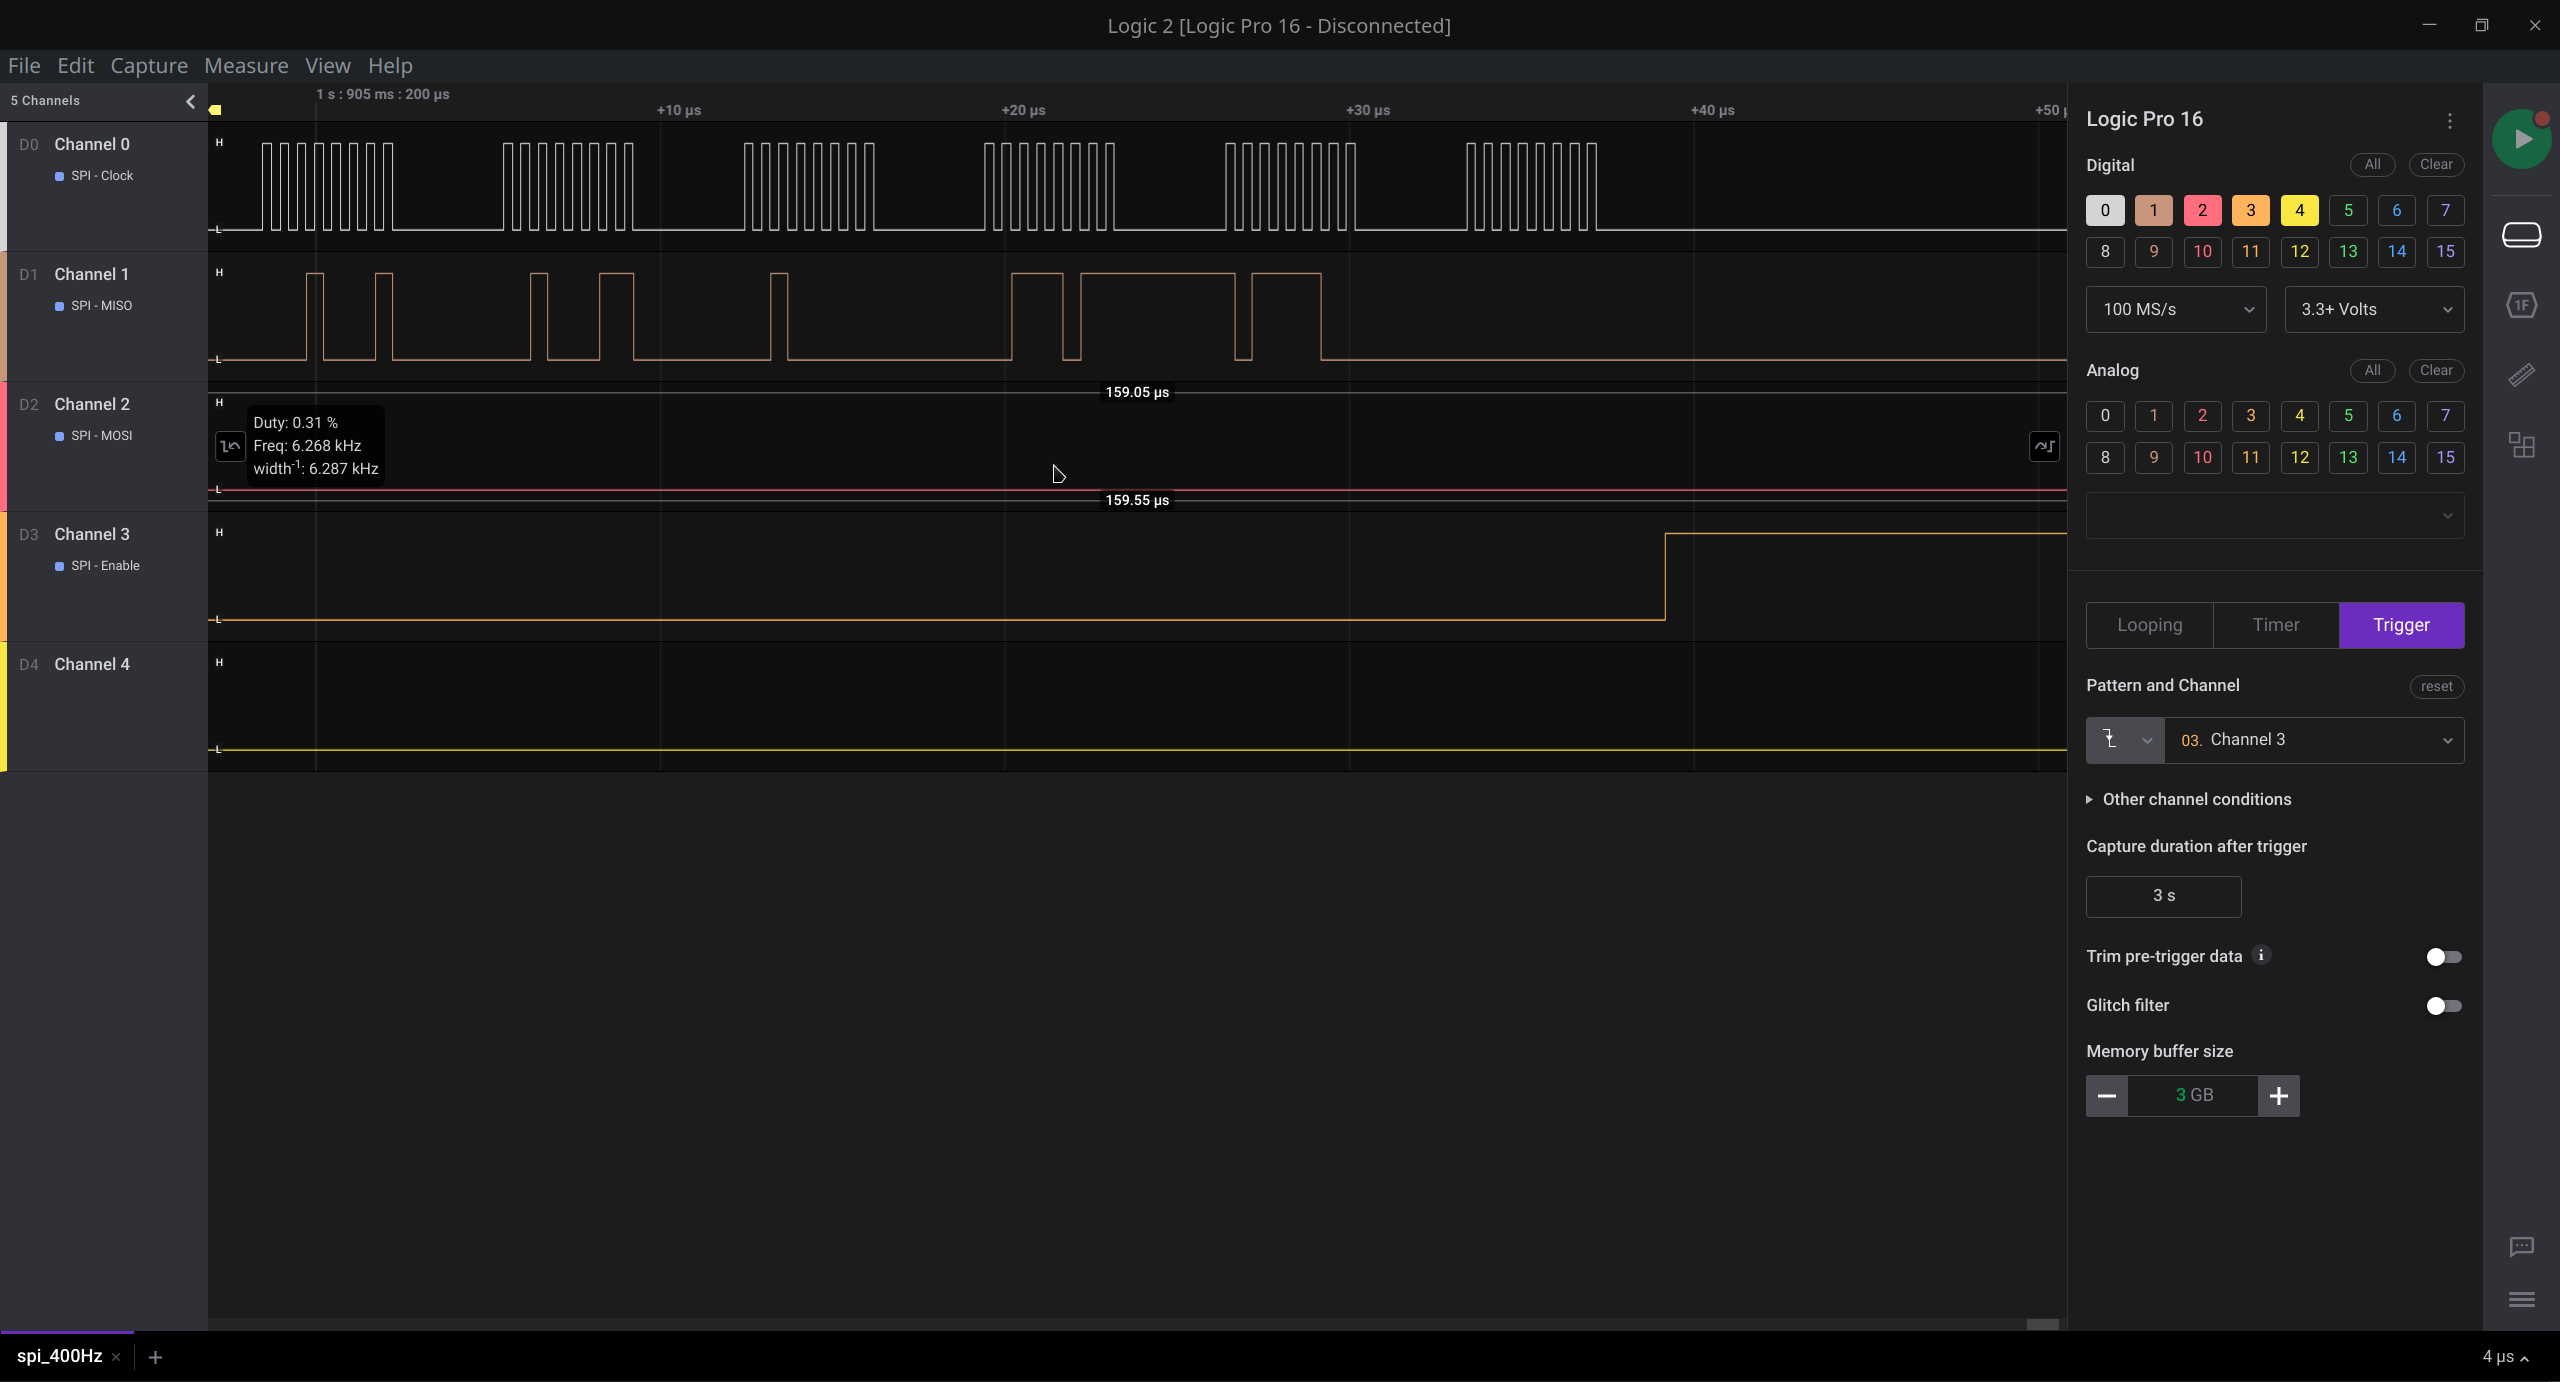 Logic 2 [Logic Pro 16 - Disconnected]
File Edit Capture Measure View Help
5 Channels
1 s : 905 ms : 200 µs
+10 µs +20 µs +30 µs +40 µs +50 µ
D0 Channel 0
SPI - Clock
H
L
D1 Channel 1
SPI - MISO
H
L
D2 Channel 2
SPI - MOSI
H
L
159.05 µs
Duty: 0.31 %
Freq: 6.268 kHz
width-1: 6.287 kHz
159.55 µs
D3 Channel 3
SPI - Enable
H
L
D4 Channel 4
H
L
Logic Pro 16
Digital All Clear
0 1 2 3 4 5 6 7
8 9 10 11 12 13 14 15
100 MS/s 3.3+ Volts
Analog All Clear
0 1 2 3 4 5 6 7
8 9 10 11 12 13 14 15
Looping Timer Trigger
Pattern and Channel reset
03. Channel 3
Other channel conditions
Capture duration after trigger
3 s
Trim pre-trigger data i
Glitch filter
Memory buffer size
3 GB
1F
spi_400Hz
4 µs